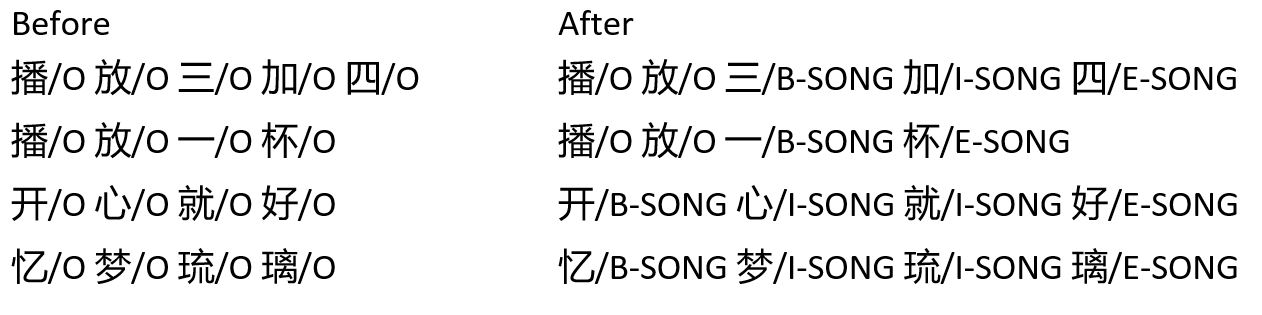 Before After
播/O 放/O 三/O 加/O 四/O 播/O 放/O 三/B-SONG 加/I-SONG 四/E-SONG
播/O 放/O 一/O 杯/O 播/O 放/O 一/B-SONG 杯/E-SONG
开/O 心/O 就/O 好/O 开/B-SONG 心/I-SONG 就/I-SONG 好/E-SONG
忆/O 梦/O 琉/O 璃/O 忆/B-SONG 梦/I-SONG 琉/I-SONG 璃/E-SONG